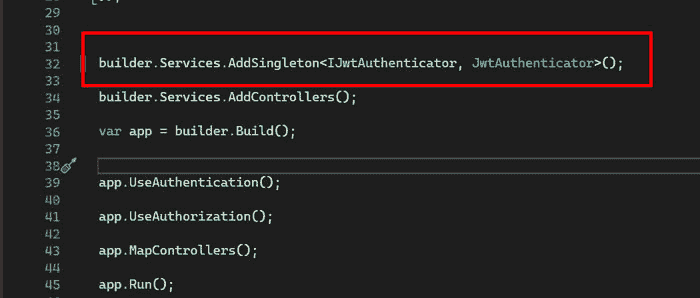 29
30
31
32 builder.Services.AddSingleton<IJwtAuthenticator, JwtAuthenticator>();
33
34 builder.Services.AddControllers();
35
36 var app = builder.Build();
37
38
39 app.UseAuthentication();
40
41 app.UseAuthorization();
42
43 app.MapControllers();
44
45 app.Run();